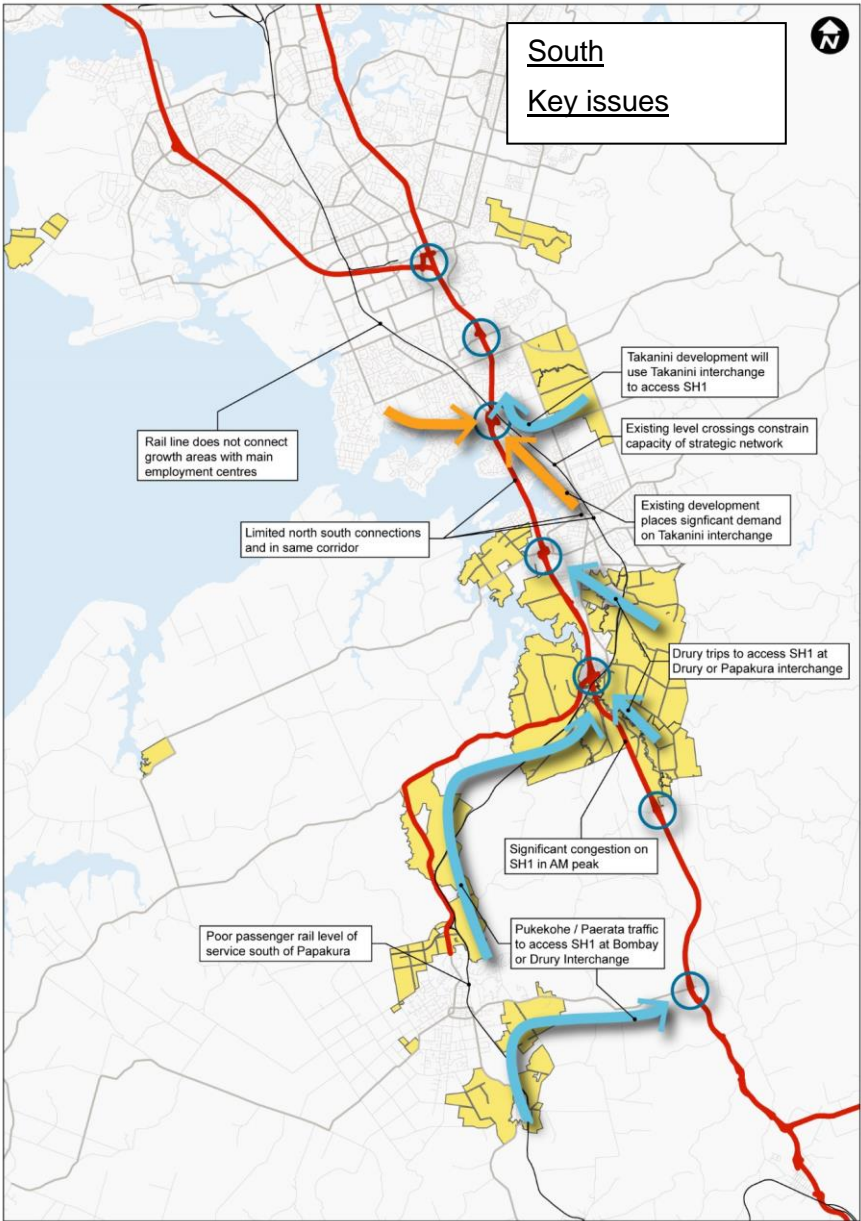 South
Key issues
N
Takanini development will
use Takanini interchange
to access SH1
Rail line does not connect
growth areas with main
employment centres
Existing level crossings constrain
capacity of strategic network
Existing development
places signficant demand
on Takanini interchange
Limited north south connections
and in same corridor
Drury trips to access SH1 at
Drury or Papakura interchange
Significant congestion on
SH1 in AM peak
Poor passenger rail level of
service south of Papakura
Pukekohe / Paerata traffic
to access SH1 at Bombay
or Drury Interchange